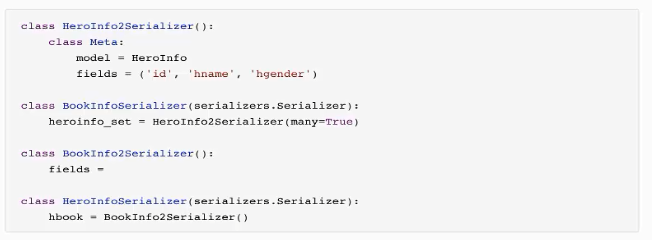 class HeroInfo2Serializer():
    class Meta:
        model = HeroInfo
        fields = ('id', 'hname', 'hgender')

class BookInfoSerializer(serializers.Serializer):
    heroinfo_set = HeroInfo2Serializer(many=True)

class BookInfo2Serializer():
    fields =

class HeroInfoSerializer(serializers.Serializer):
    hbook = BookInfo2Serializer()